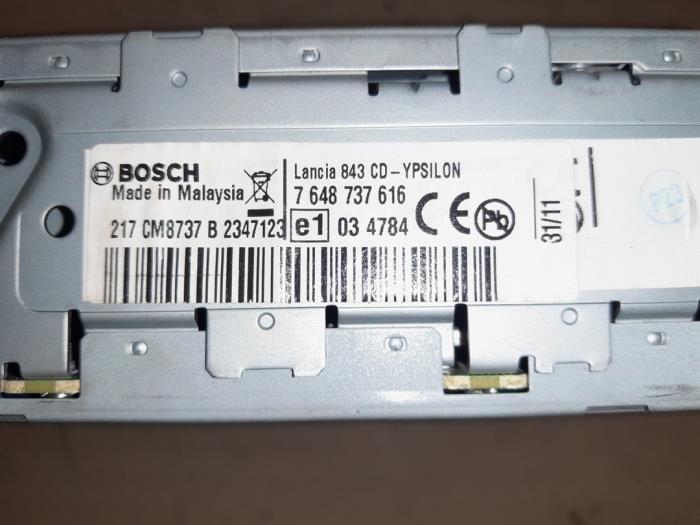 BOSCH
Made in Malaysia
Lancia 843 CD-YPSILON
7 648 737 616
217 CM8737 B 2347123
e1 03 4784 CE Pb
31/11
P23